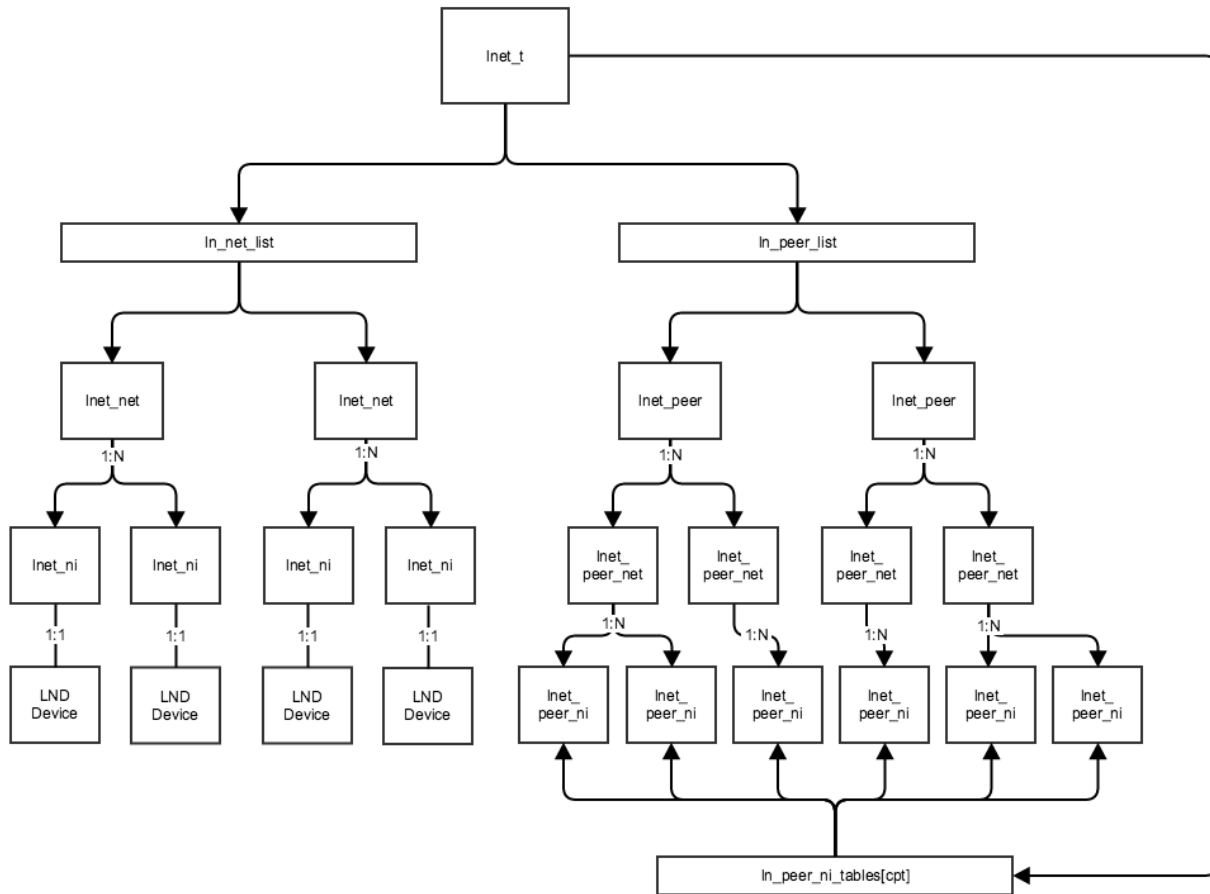 lnet_t
ln_net_list
ln_peer_list
lnet_net
lnet_net
lnet_peer
lnet_peer
1:N
1:N
1:N
1:N
lnet_ni
lnet_ni
lnet_ni
lnet_ni
lnet_
peer_net
lnet_
peer_net
lnet_
peer_net
lnet_
peer_net
1:1
1:1
1:1
1:1
1:N
1:N
1:N
1:N
LND
Device
LND
Device
LND
Device
LND
Device
lnet_
peer_ni
lnet_
peer_ni
lnet_
peer_ni
lnet_
peer_ni
lnet_
peer_ni
lnet_
peer_ni
ln_peer_ni_tables[cpt]